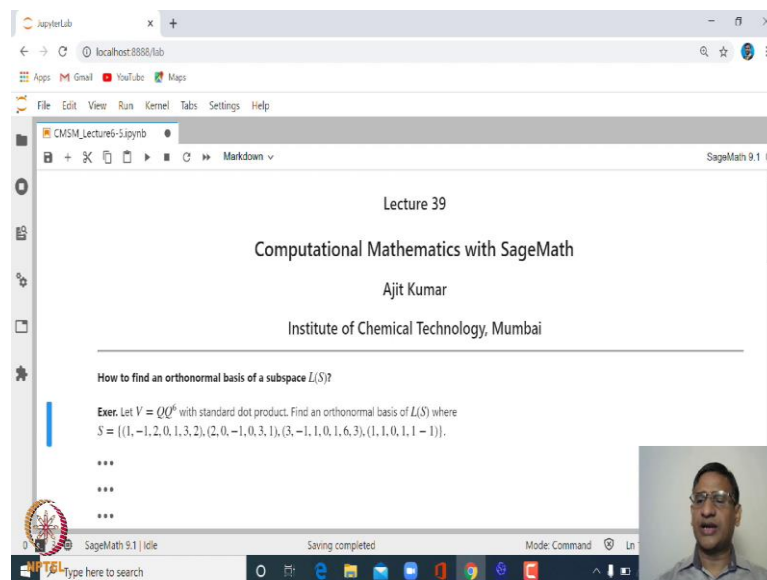 JupyterLab
localhost:8888/lab
Apps Gmail YouTube Maps
File Edit View Run Kernel Tabs Settings Help
CMSM_Lecture6-5.ipynb
Markdown SageMath 9.1
Lecture 39
Computational Mathematics with SageMath
Ajit Kumar
Institute of Chemical Technology, Mumbai
How to find an orthonormal basis of a subspace L(S)?
Exer. Let V = QQ⁶ with standard dot product. Find an orthonormal basis of L(S) where
S = {(1, −1, 2, 0, 1, 3, 2), (2, 0, −1, 0, 3, 1), (3, −1, 1, 0, 1, 6, 3), (1, 1, 0, 1, 1 − 1)}.
•••
•••
•••
0 SageMath 9.1 | Idle Saving completed Mode: Command Ln
NPTEL Type here to search